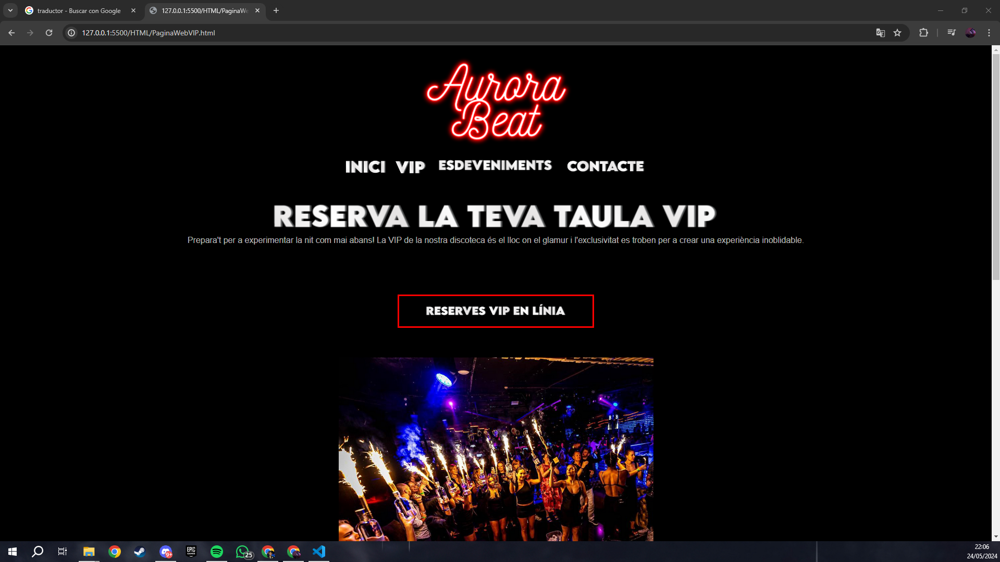 traductor - Buscar con Google
127.0.0.1:5500/HTML/PaginaWe
127.0.0.1:5500/HTML/PaginaWebVIP.html
Aurora
Beat
INICI VIP ESDEVENIMENTS CONTACTE
RESERVA LA TEVA TAULA VIP
Prepara't per a experimentar la nit com mai abans! La VIP de la nostra discoteca és el lloc on el glamur i l'exclusivitat es troben per a crear una experiència inoblidable.
RESERVES VIP EN LÍNIA
9+
EPIC
GAMES
25
22:06
24/05/2024